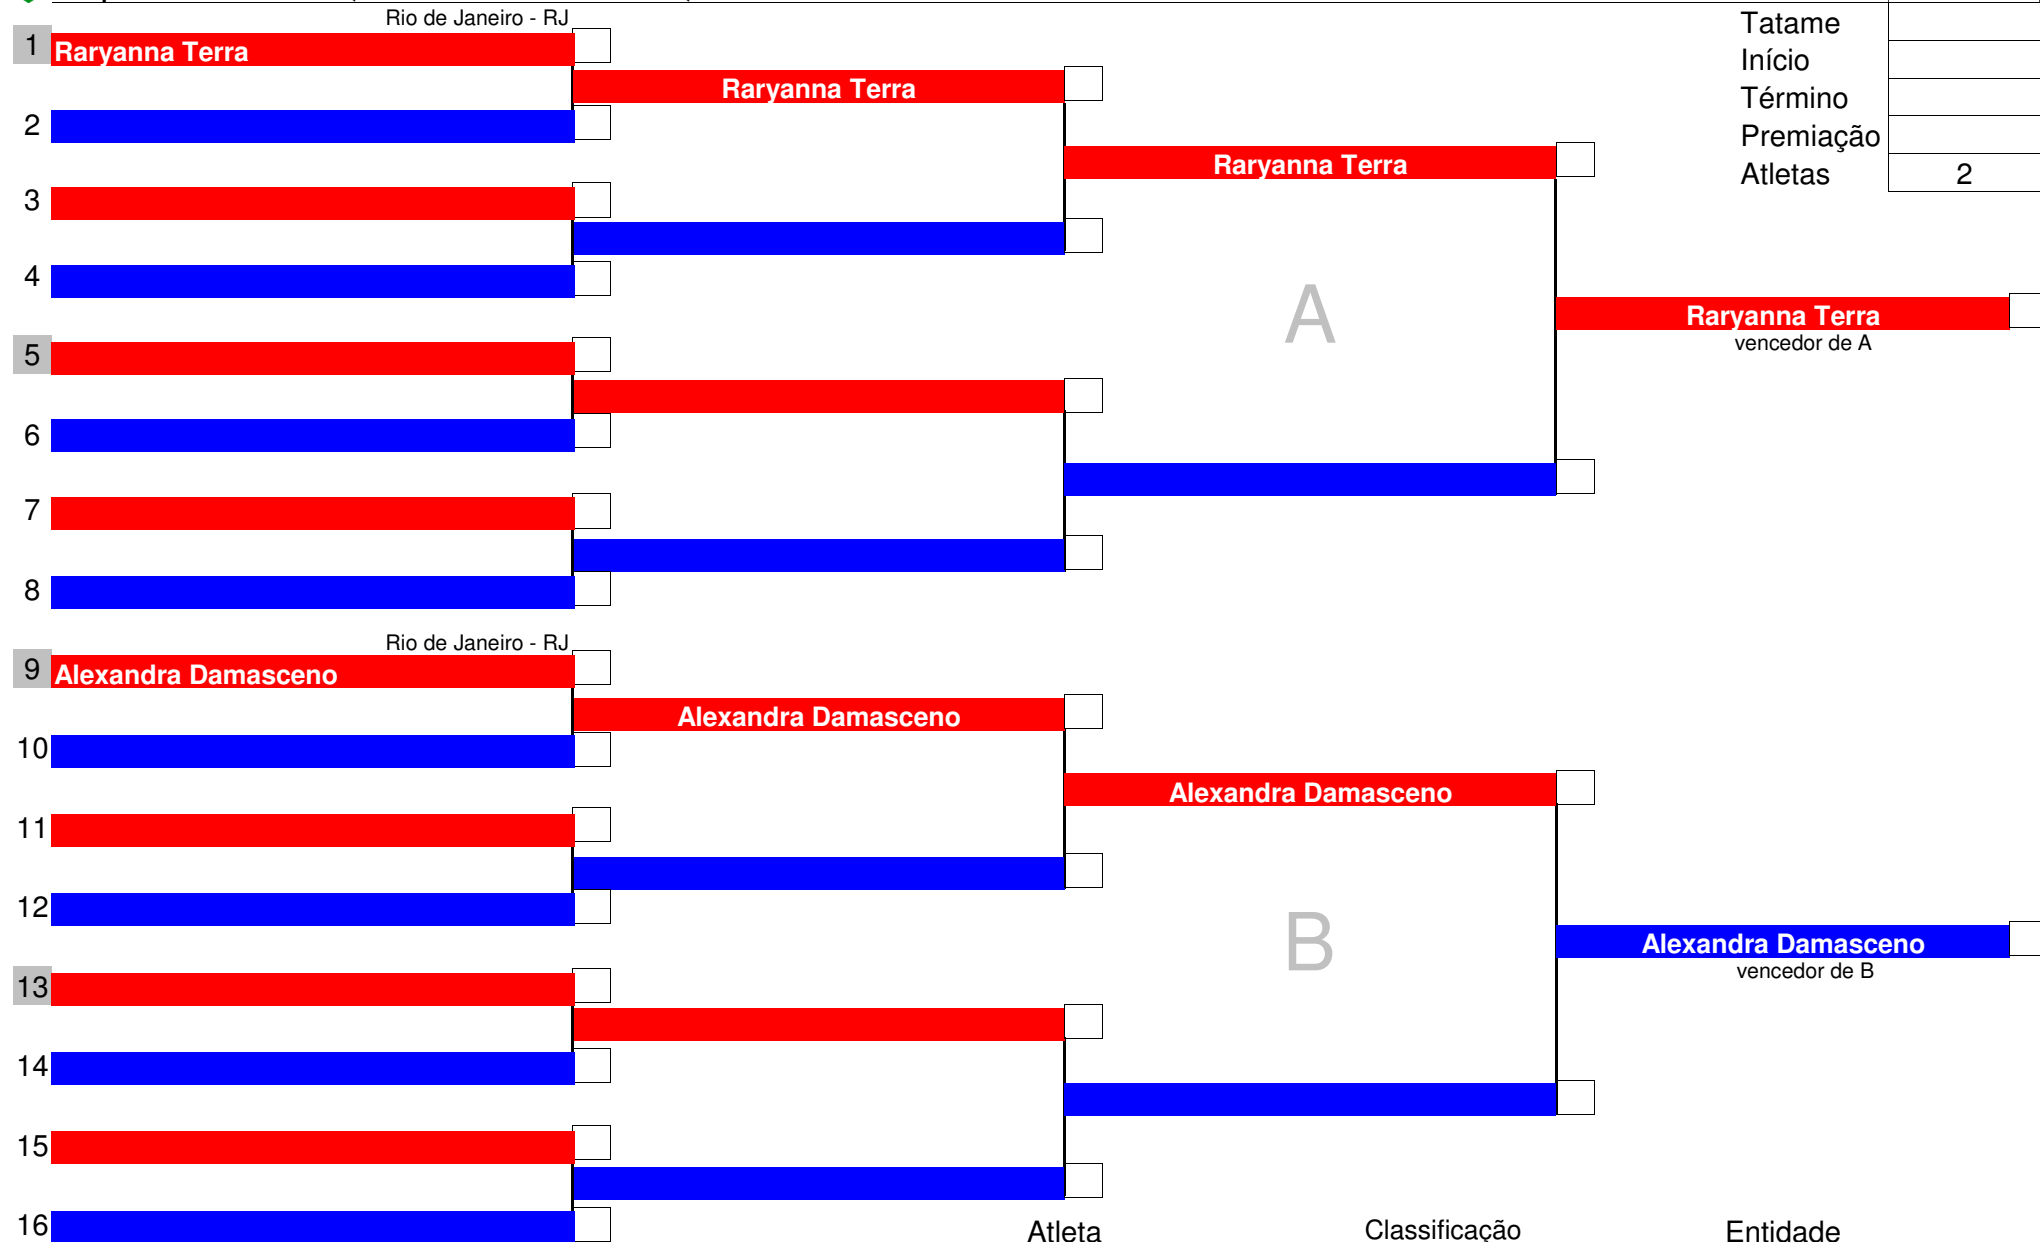 Rio de Janeiro - RJ
Tatame
1 Raryanna Terra
Início
Raryanna Terra
Término
2
Premiação
Raryanna Terra
Atletas 2
3
4
A
Raryanna Terra
vencedor de A
5
6
7
8
Rio de Janeiro - RJ
9 Alexandra Damasceno
Alexandra Damasceno
10
Alexandra Damasceno
11
12
B
Alexandra Damasceno
vencedor de B
13
14
15
16
Atleta Classificação Entidade